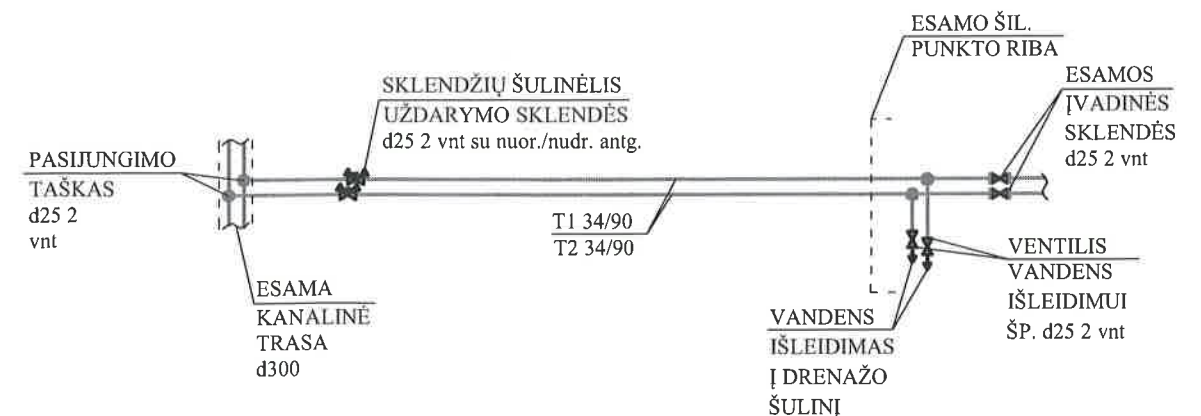 ESAMO ŠIL.
PUNKTO RIBA
ESAMOS
ĮVADINĖS
SKLENDĖS
d25 2 vnt
SKLENDŽIŲ ŠULINĖLIS
UŽDARYMO SKLENDĖS
d25 2 vnt su nuor./nudr. antg.
PASIJUNGIMO
TAŠKAS
d25 2
vnt
T1 34/90
T2 34/90
ESAMA
KANALINĖ
TRASA
d300
VENTILIS
VANDENS
IŠLEIDIMUI
ŠP. d25 2 vnt
VANDENS
IŠLEIDIMAS
Į DRENAŽO
ŠULINĮ